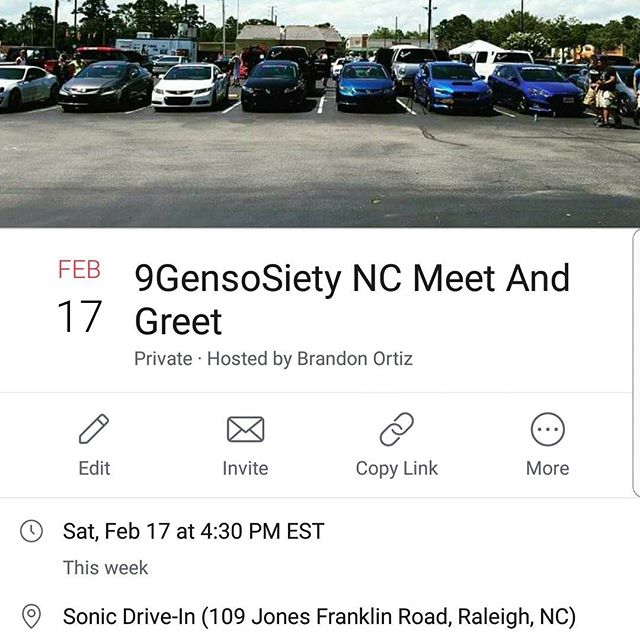 FEB
17
9GensoSiety NC Meet And
Greet
Private · Hosted by Brandon Ortiz
Edit
Invite
Copy Link
More
Sat, Feb 17 at 4:30 PM EST
This week
Sonic Drive-In (109 Jones Franklin Road, Raleigh, NC)